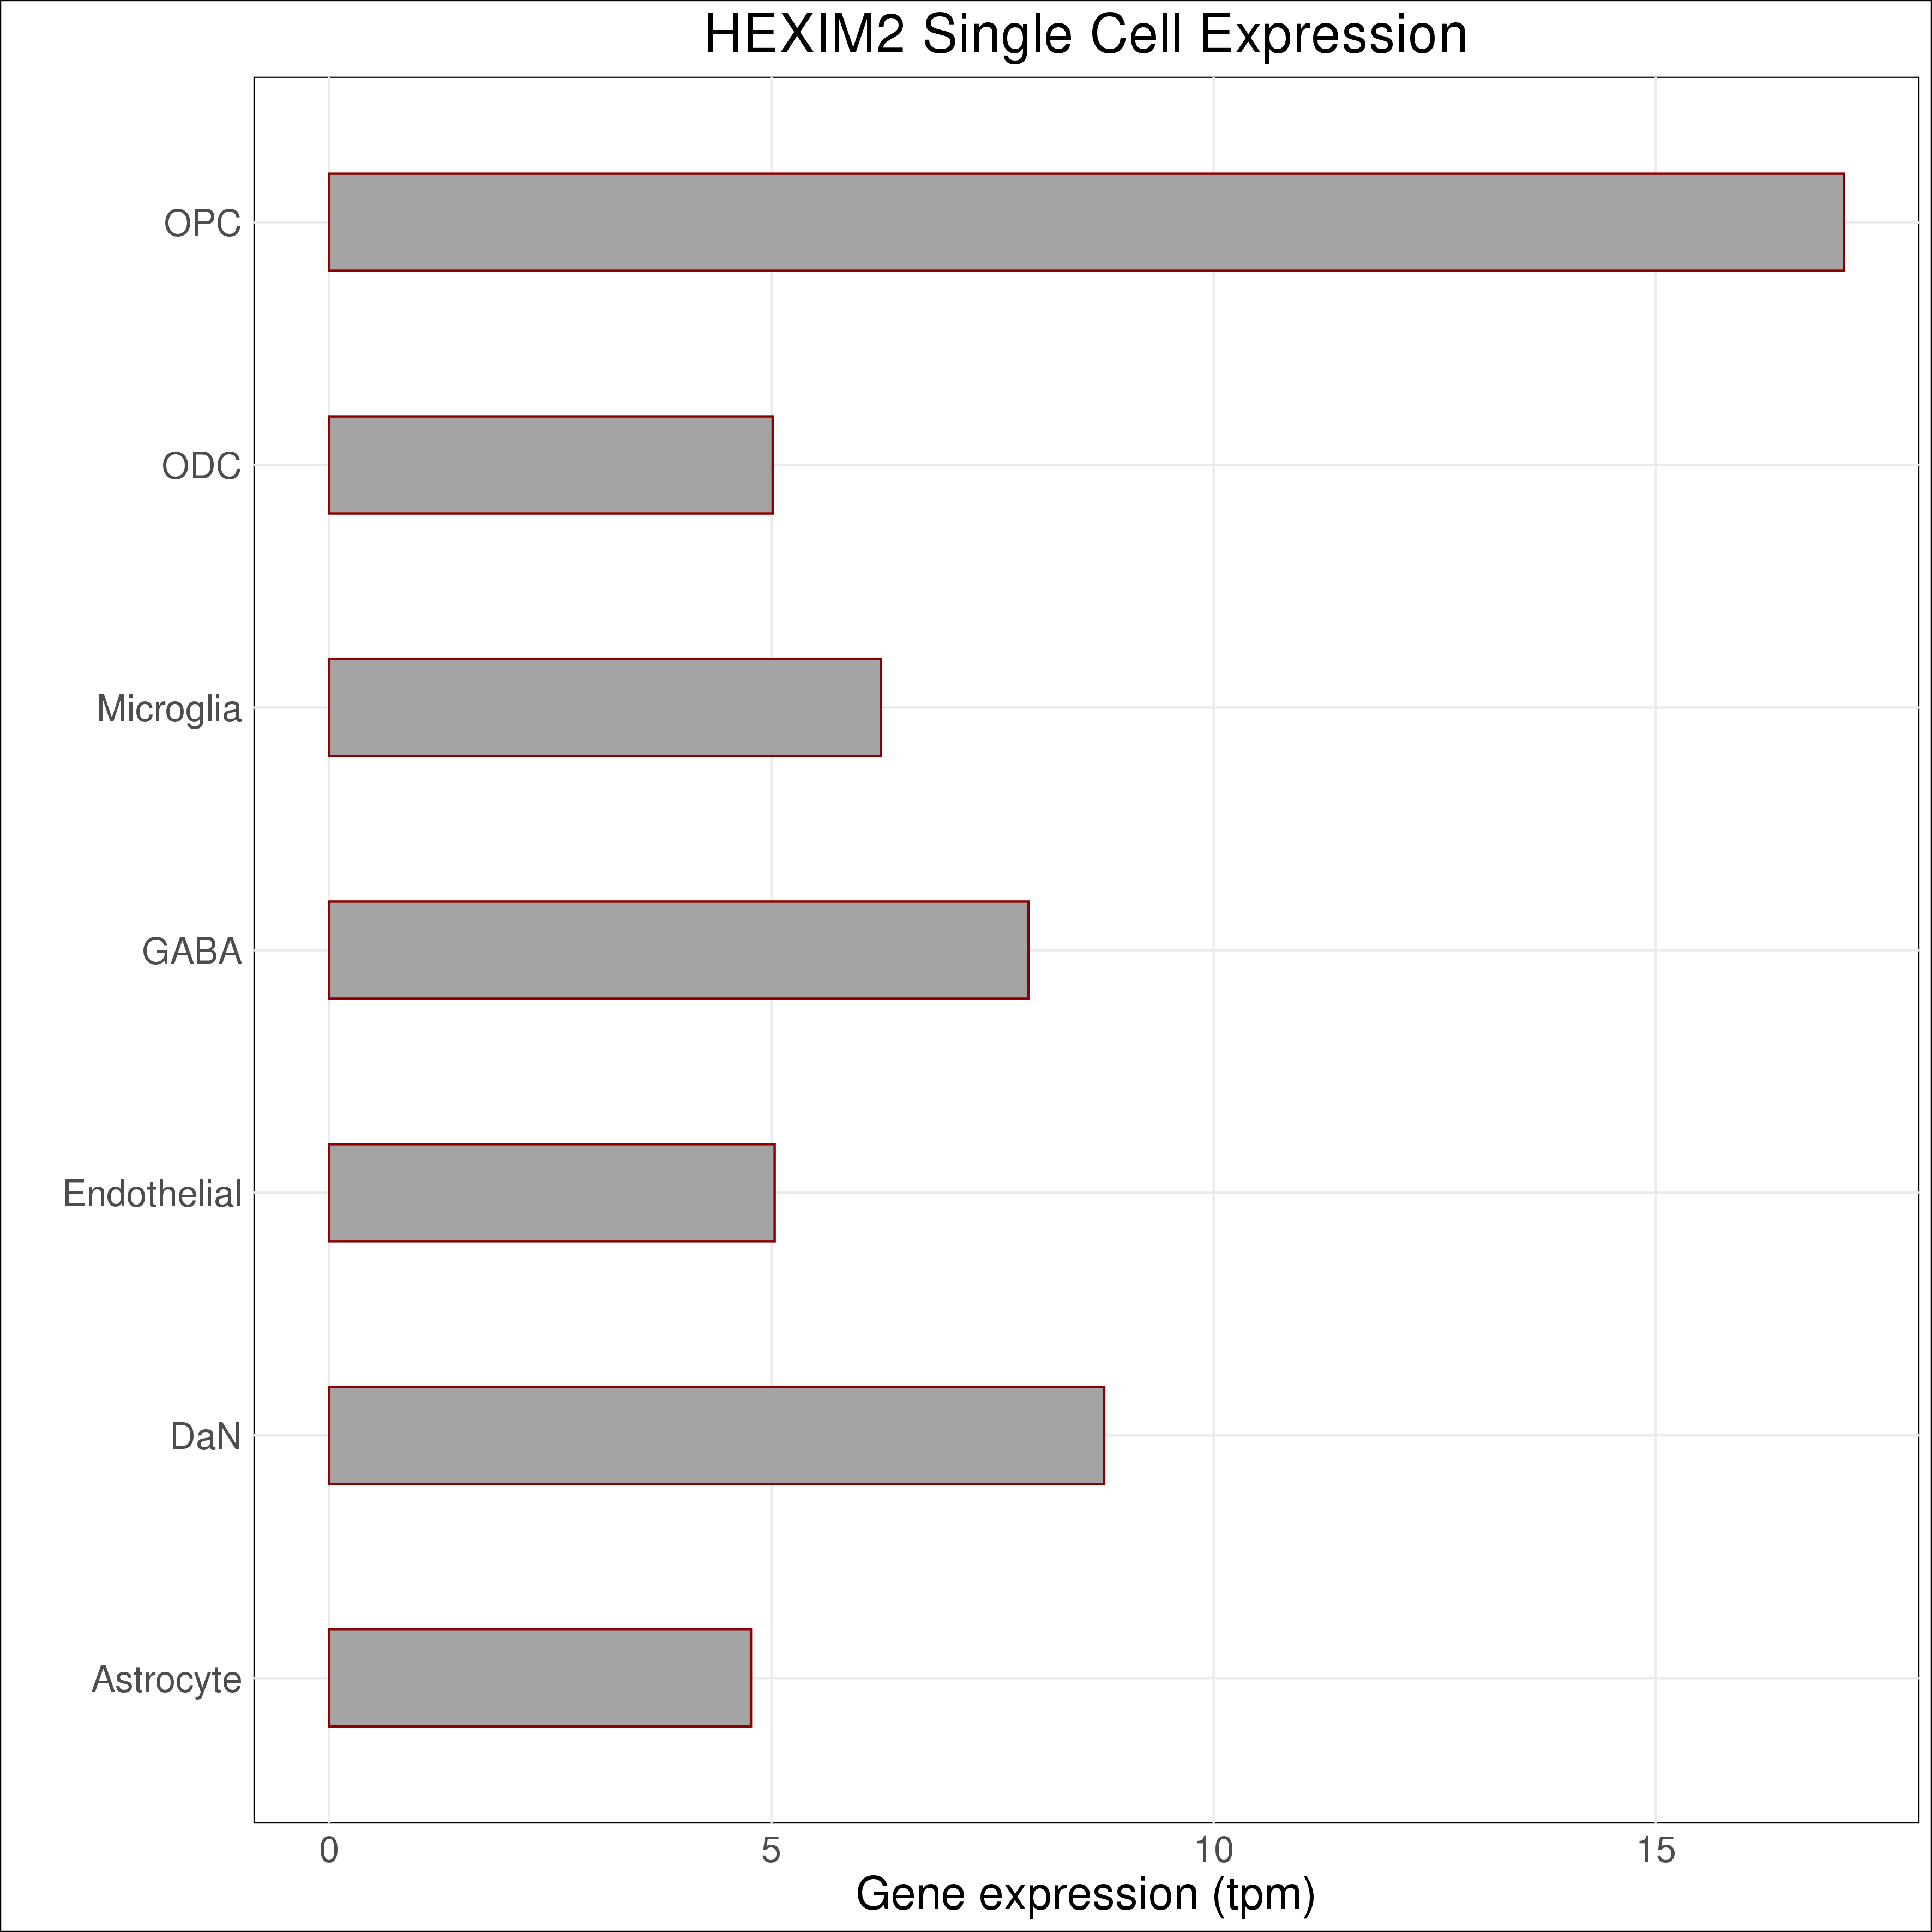 HEXIM2 Single Cell Expression
OPC
ODC
Microglia
GABA
Endothelial
DaN
Astrocyte
0 5 10 15
Gene expression (tpm)